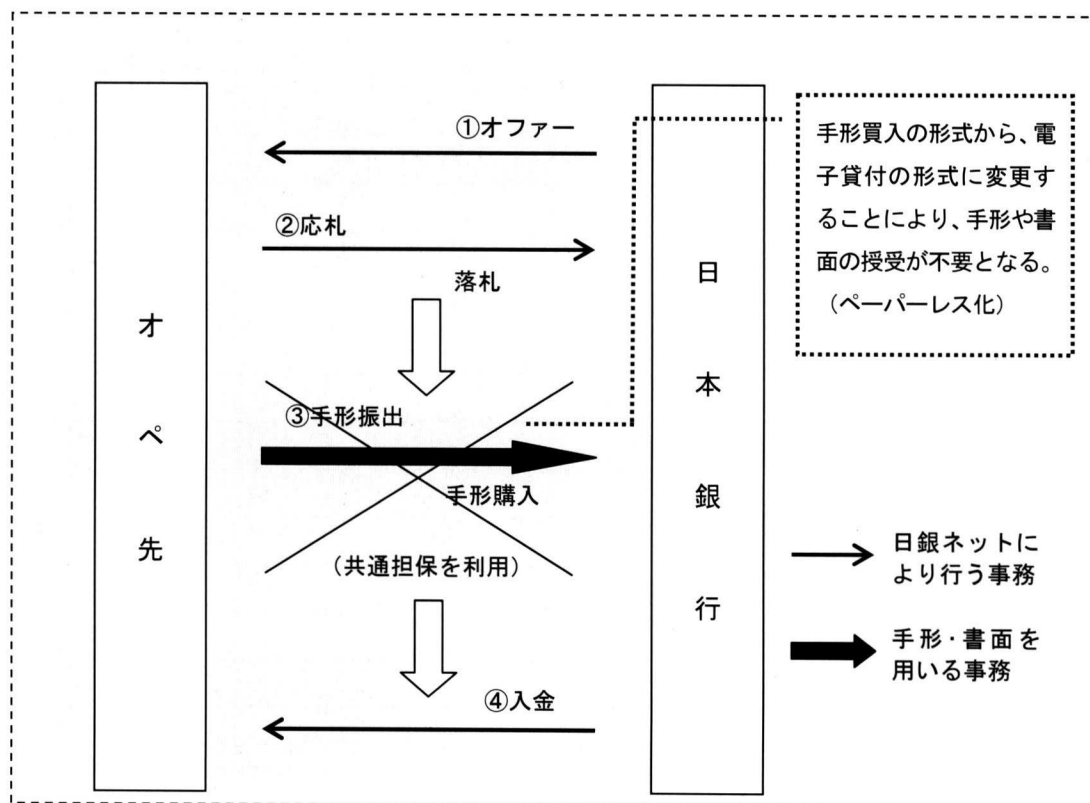 ①オファー
②応札
落札
③手形振出
手形購入
(共通担保を利用)
④入金
オペ先
日本銀行
手形買入の形式から、電
子貸付の形式に変更す
ることにより、手形や書
面の授受が不要となる。
(ペーパーレス化)
日銀ネットに
より行う事務
手形・書面を
用いる事務